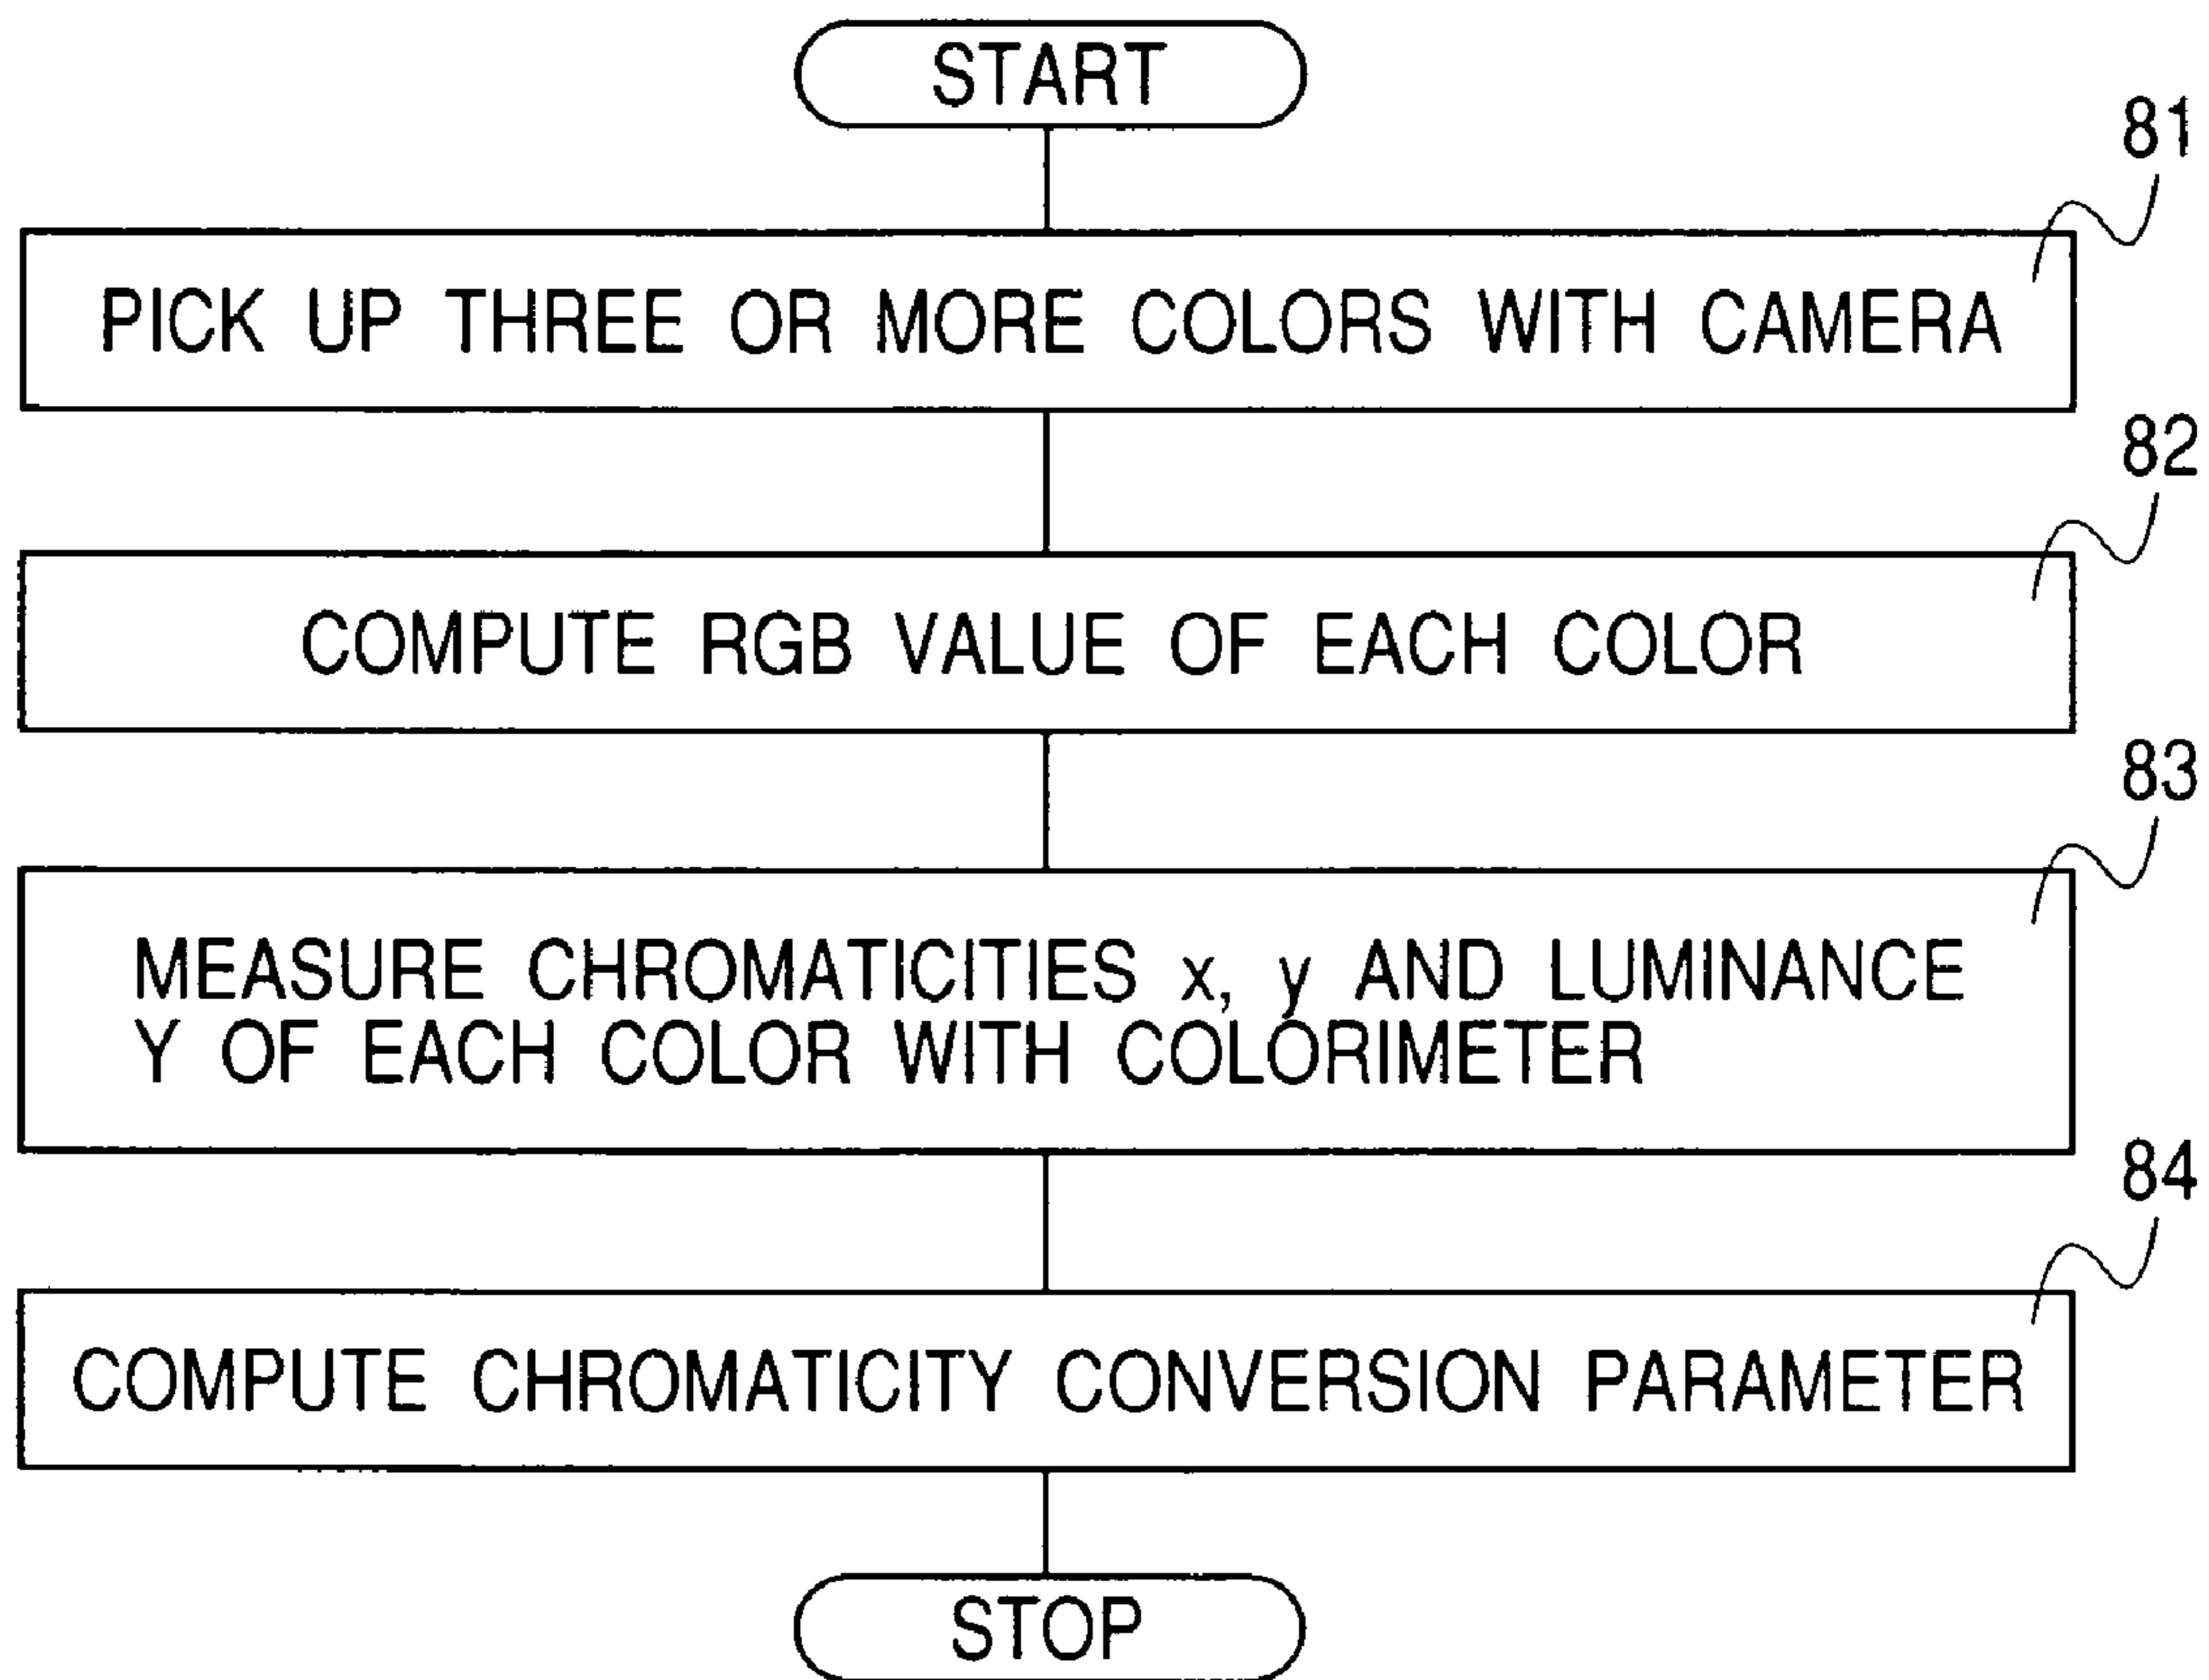 START
81
PICK UP THREE OR MORE COLORS WITH CAMERA
82
COMPUTE RGB VALUE OF EACH COLOR
83
MEASURE CHROMATICITIES x, y AND LUMINANCE
Y OF EACH COLOR WITH COLORIMETER
84
COMPUTE CHROMATICITY CONVERSION PARAMETER
STOP